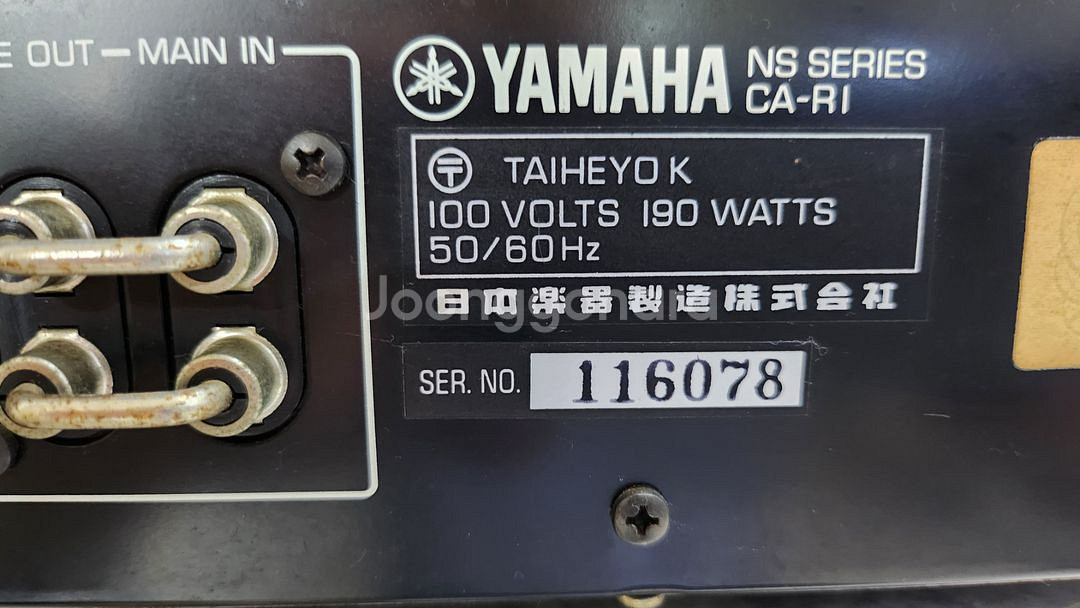 E OUT
MAIN IN
YAMAHA
NS SERIES
CA-R1
〒 TAIHEYO K
100 VOLTS 190 WATTS
50/60Hz
日本楽器製造株式会社
Joonggonara
SER. NO. 116078